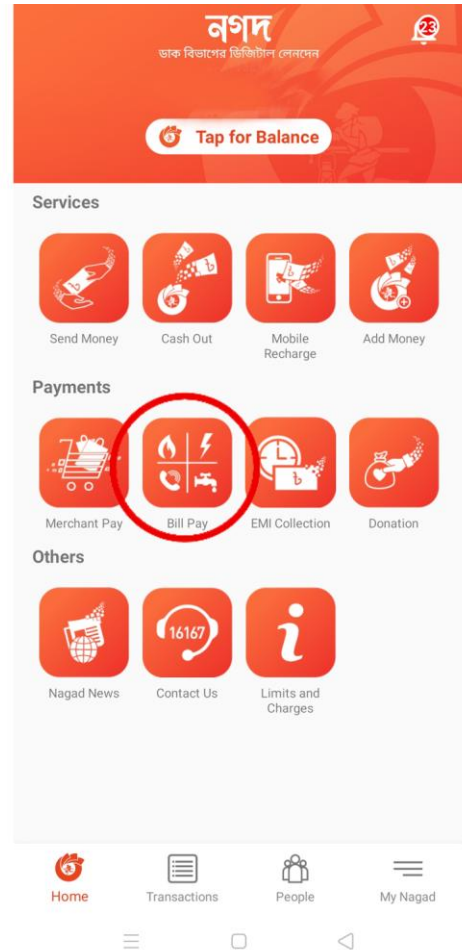 নগদ
ডাক বিভাগের ডিজিটাল লেনদেন
23
Tap for Balance
Services
Send Money
Cash Out
Mobile
Recharge
Add Money
Payments
Merchant Pay
Bill Pay
EMI Collection
Donation
Others
16167
Nagad News
Contact Us
Limits and
Charges
Home
Transactions
People
My Nagad